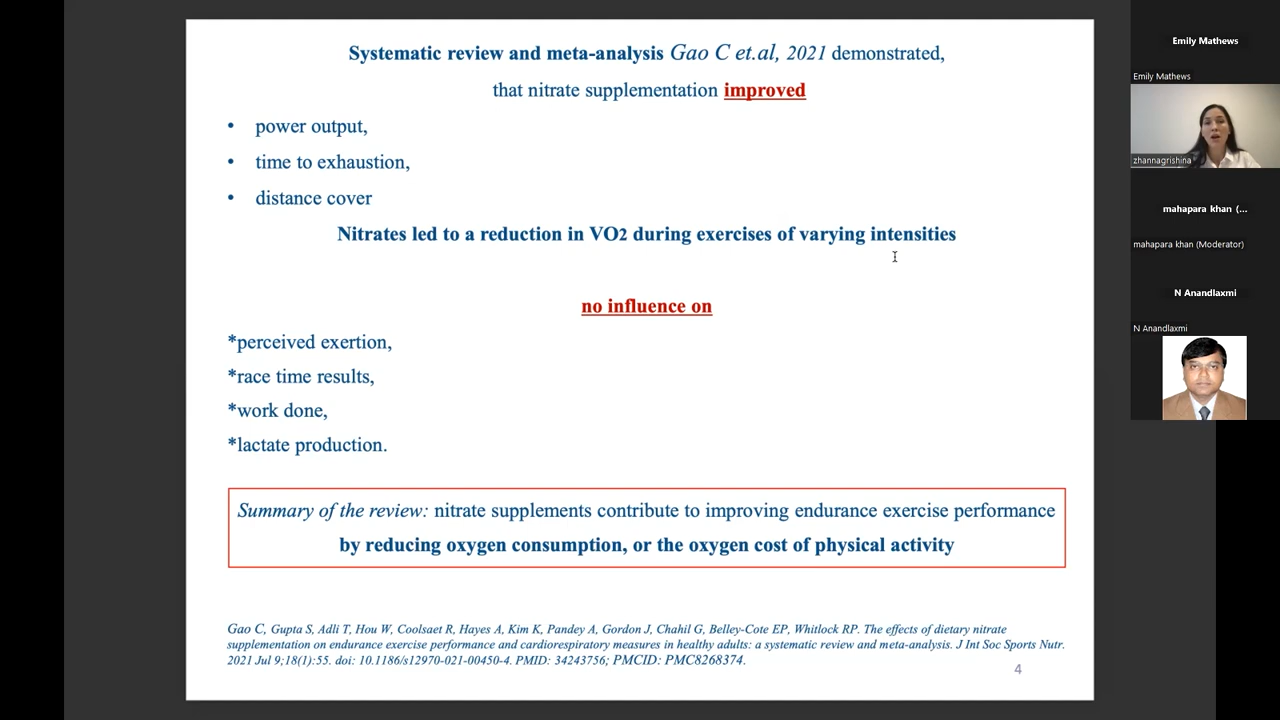 Systematic review and meta-analysis Gao C et.al, 2021 demonstrated,
that nitrate supplementation improved
• power output,
• time to exhaustion,
• distance cover
Nitrates led to a reduction in VO2 during exercises of varying intensities
no influence on
*perceived exertion,
*race time results,
*work done,
*lactate production.
Summary of the review: nitrate supplements contribute to improving endurance exercise performance
by reducing oxygen consumption, or the oxygen cost of physical activity
Gao C, Gupta S, Adli T, Hou W, Coolsaet R, Hayes A, Kim K, Pandey A, Gordon J, Chahil G, Belley-Cote EP, Whitlock RP. The effects of dietary nitrate
supplementation on endurance exercise performance and cardiorespiratory measures in healthy adults: a systematic review and meta-analysis. J Int Soc Sports Nutr.
2021 Jul 9;18(1):55. doi: 10.1186/s12970-021-00450-4. PMID: 34243756; PMCID: PMC8268374.
4
Emily Mathews
Emily Mathews
zhannagrishina
mahapara khan (...
mahapara khan (Moderator)
N Anandlaxmi
N Anandlaxmi